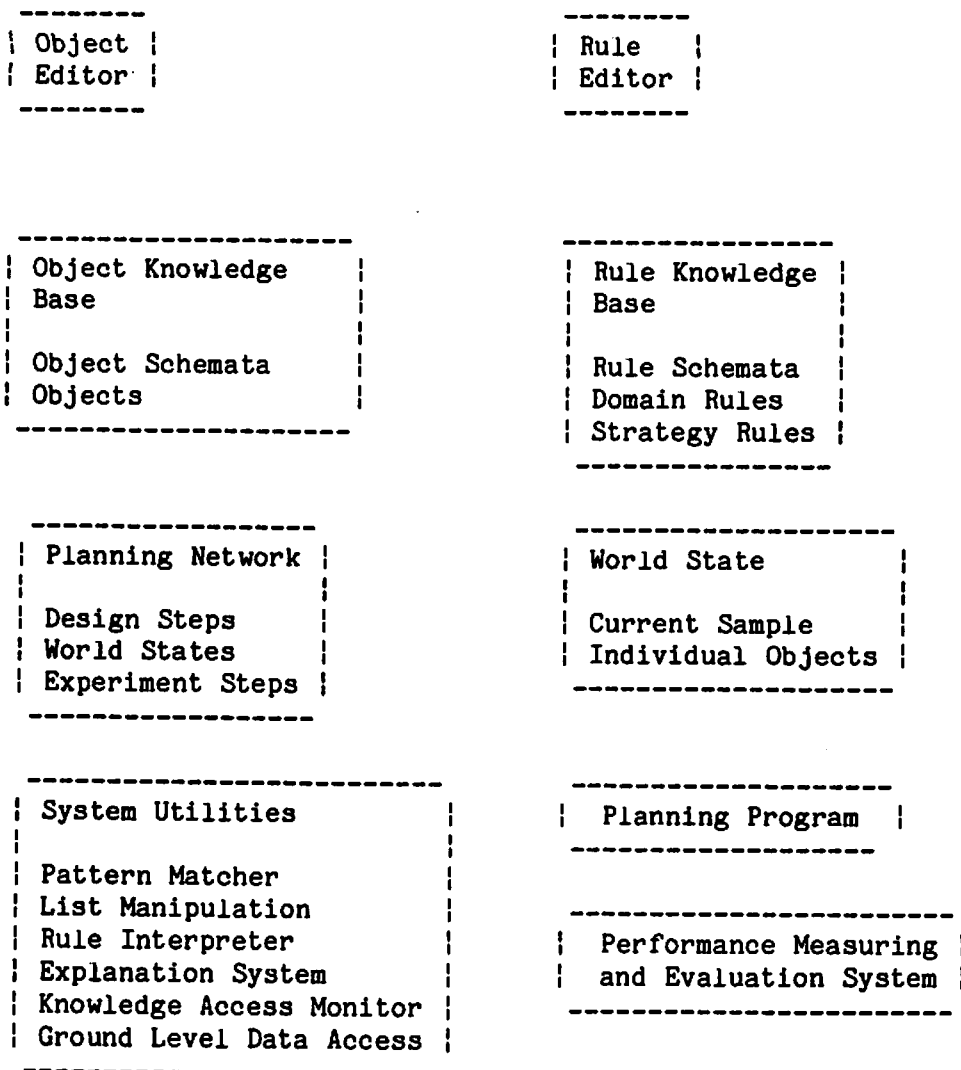 Object
Editor
Rule
Editor
Object Knowledge
Base
Object Schemata
Objects
Rule Knowledge
Base
Rule Schemata
Domain Rules
Strategy Rules
Planning Network
Design Steps
World States
Experiment Steps
World State
Current Sample
Individual Objects
System Utilities
Pattern Matcher
List Manipulation
Rule Interpreter
Explanation System
Knowledge Access Monitor
Ground Level Data Access
Planning Program
Performance Measuring
and Evaluation System